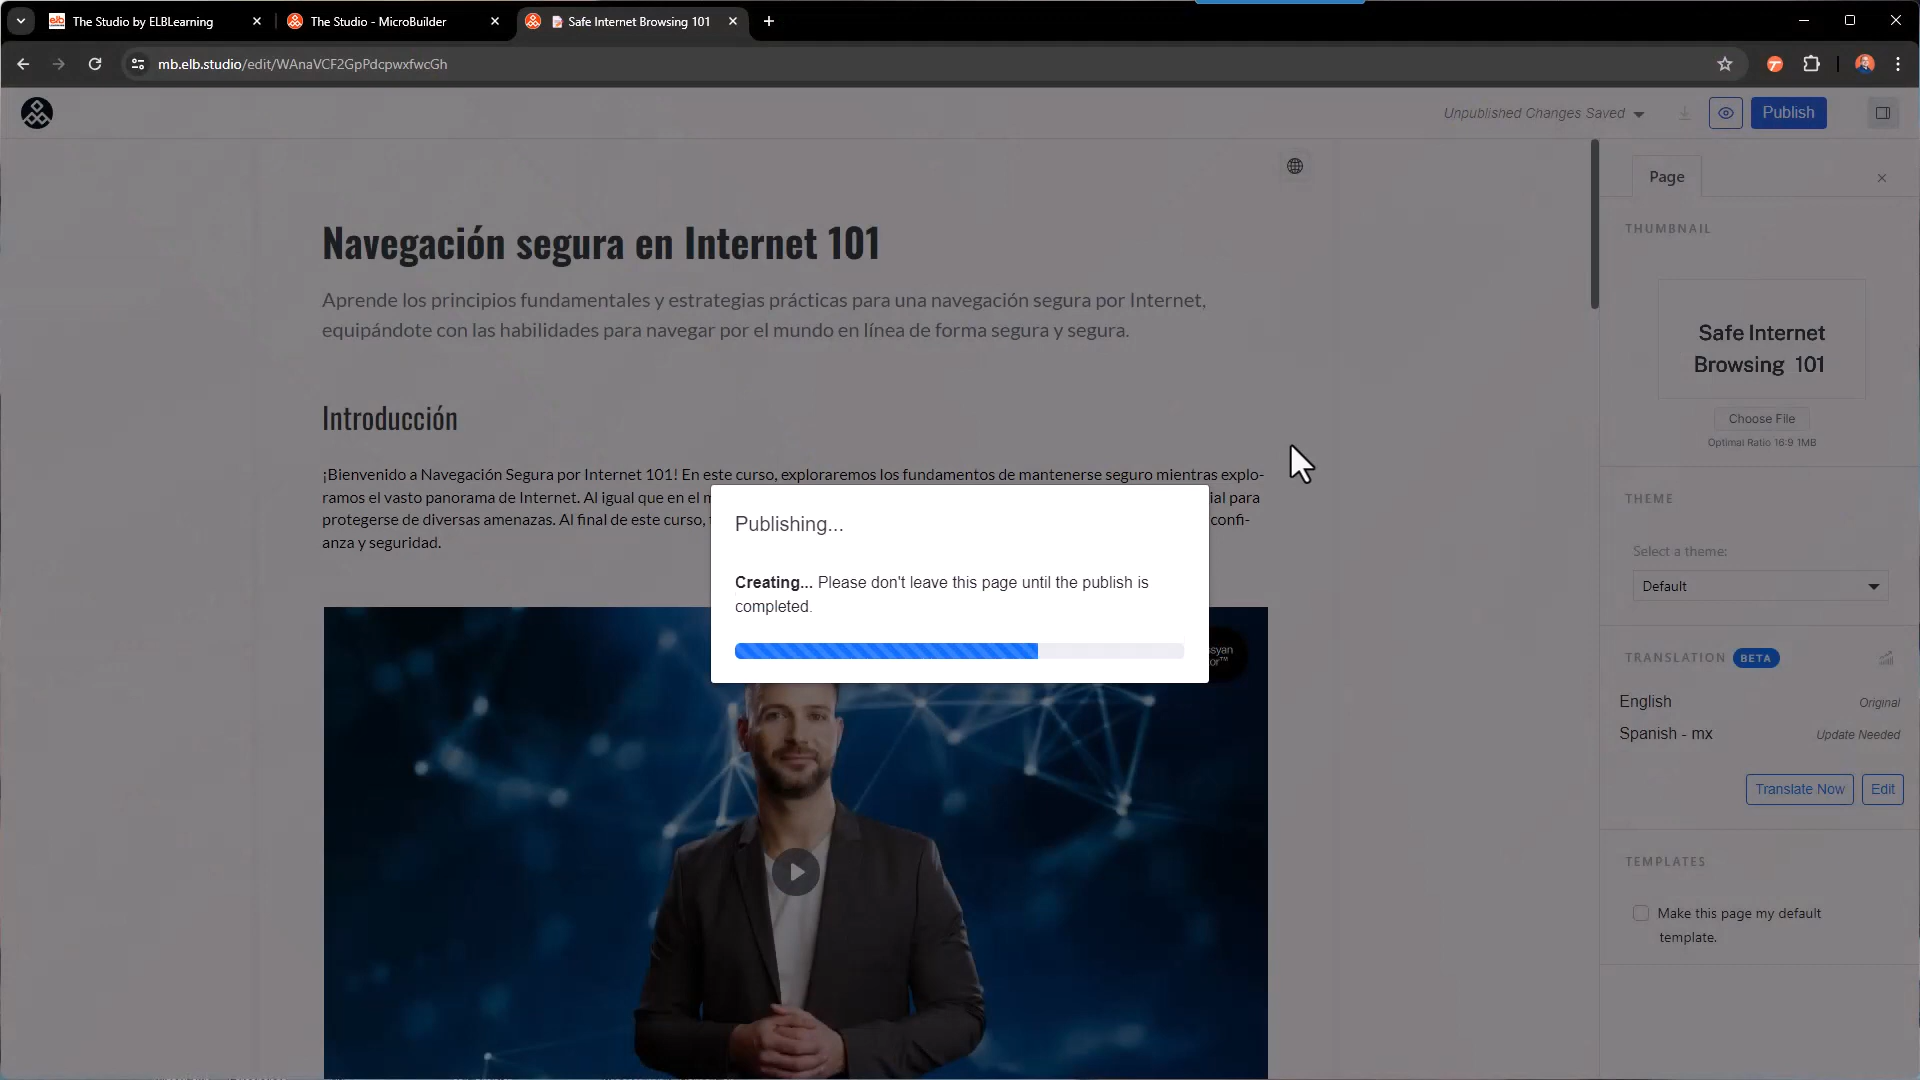 elb The Studio by ELBLearning
The Studio - MicroBuilder
Safe Internet Browsing 101
mb.elb.studio/edit/WAnaVCF2GpPdcpwxfwcGh
Unpublished Changes Saved
Publish
Navegación segura en Internet 101
Aprende los principios fundamentales y estrategias prácticas para una navegación segura por Internet,
equipándote con las habilidades para navegar por el mundo en línea de forma segura y segura.
Introducción
¡Bienvenido a Navegación Segura por Internet 101! En este curso, exploraremos los fundamentos de mantenerse seguro mientras explo-
ramos el vasto panorama de Internet. Al igual que en el m
ial para
protegerse de diversas amenazas. Al final de este curso,
confi-
anza y seguridad.
Publishing...
Creating... Please don't leave this page until the publish is
completed.
Page
THUMBNAIL
Safe Internet
Browsing 101
Choose File
Optimal Ratio 16:9 1MB
THEME
Select a theme:
Default
TRANSLATION BETA
English Original
Spanish - mx Update Needed
Translate Now Edit
TEMPLATES
Make this page my default
template.